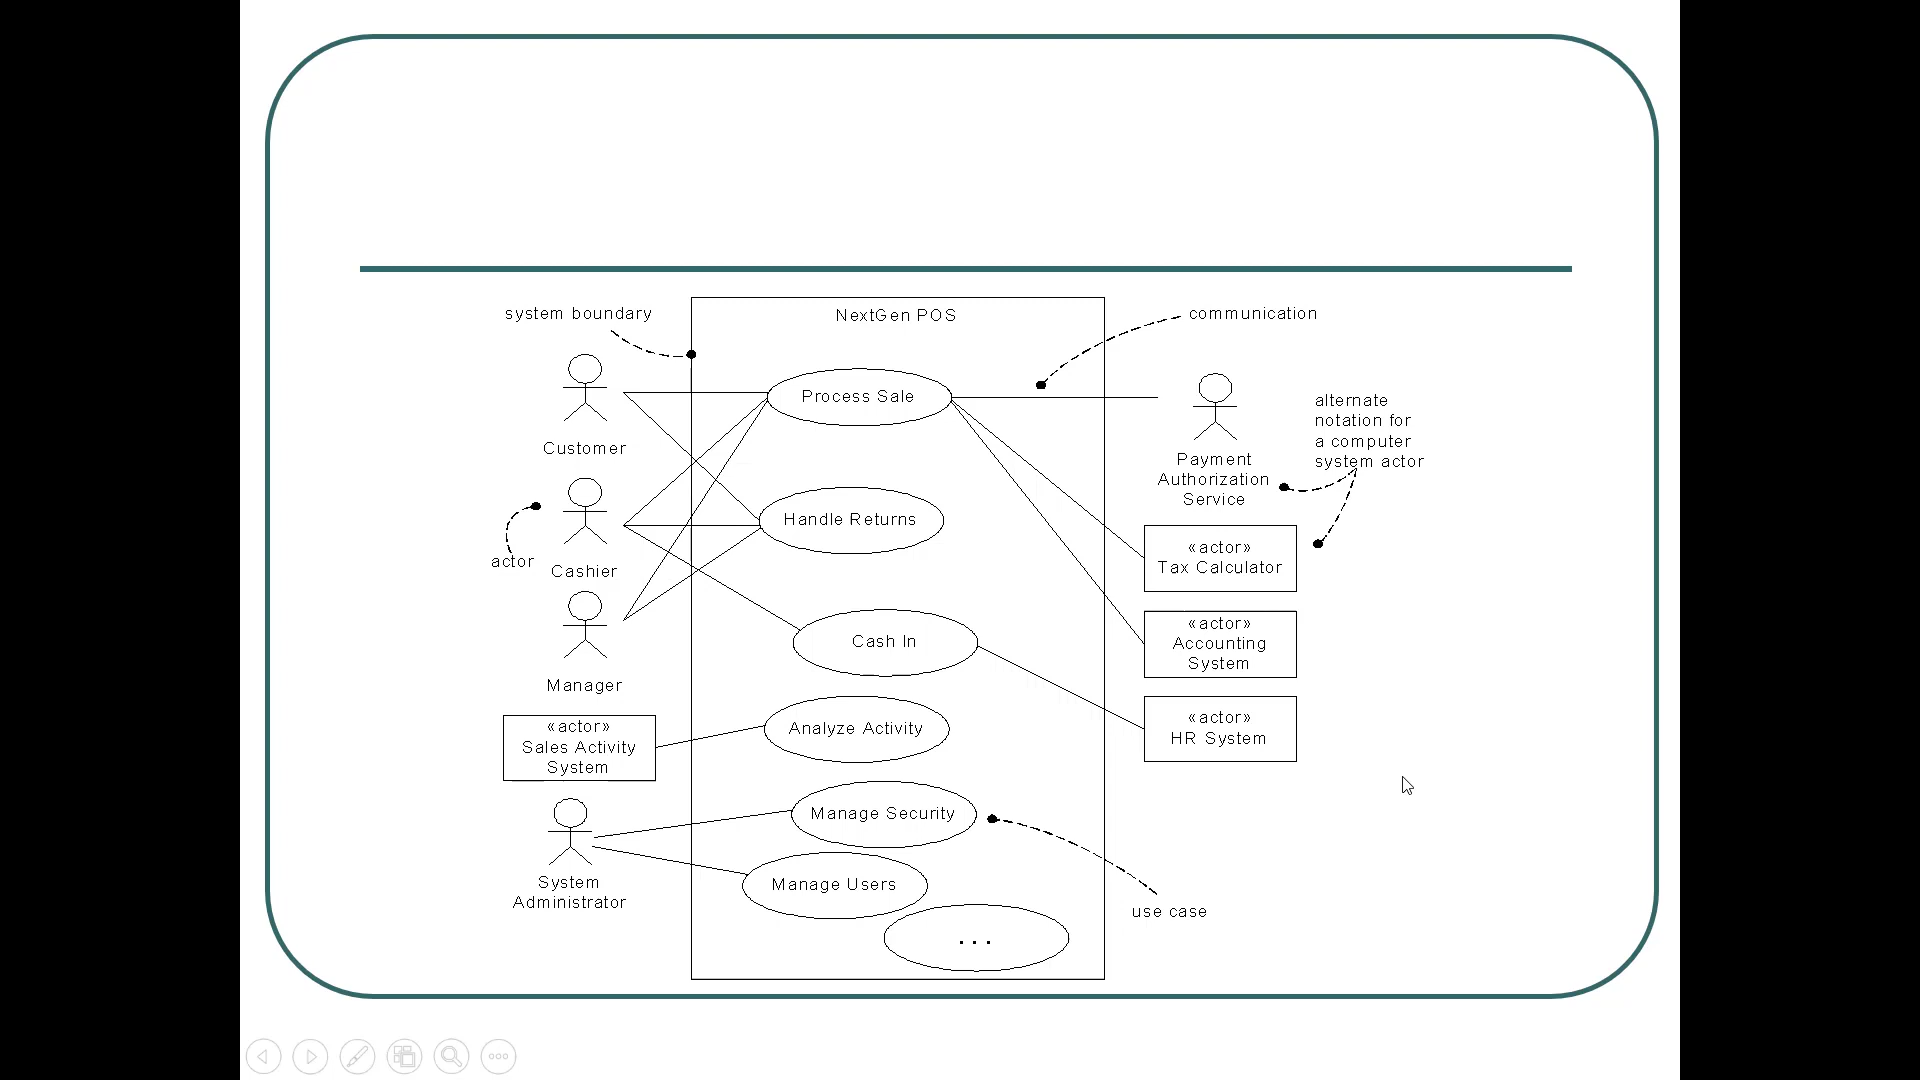 system boundary
NextGen POS
communication
Process Sale
Customer
alternate
notation for
a computer
system actor
Payment
Authorization
Service
Handle Returns
actor
Cashier
«actor»
Tax Calculator
Cash In
«actor»
Accounting
System
Manager
«actor»
Sales Activity
System
Analyze Activity
«actor»
HR System
Manage Security
System
Administrator
Manage Users
use case
...